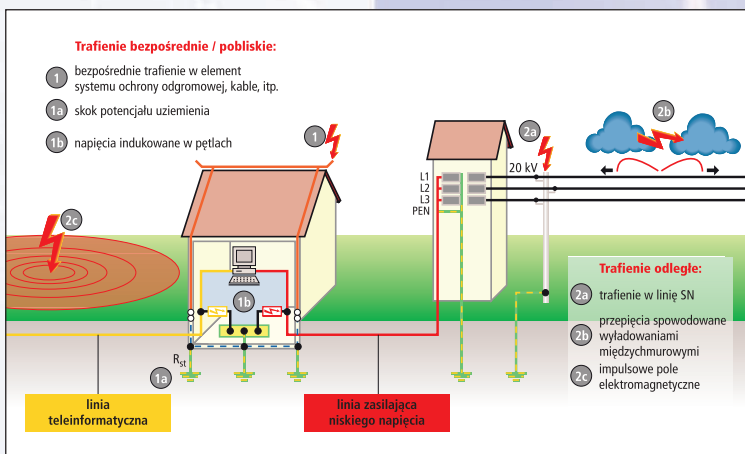 Trafienie bezpośrednie / pobliskie:
1 bezpośrednie trafienie w element
systemu ochrony odgromowej, kable, itp.
1a skok potencjału uziemienia
1b napięcia indukowane w pętlach
1
2a
2b
20 kV
L1
L2
L3
PEN
2c
1b
Rst
1a
Trafienie odległe:
2a trafienie w linię SN
2b przepięcia spowodowane
wyładowaniami
międzychmurowymi
2c impulsowe pole
elektromagnetyczne
linia
teleinformatyczna
linia zasilająca
niskiego napięcia